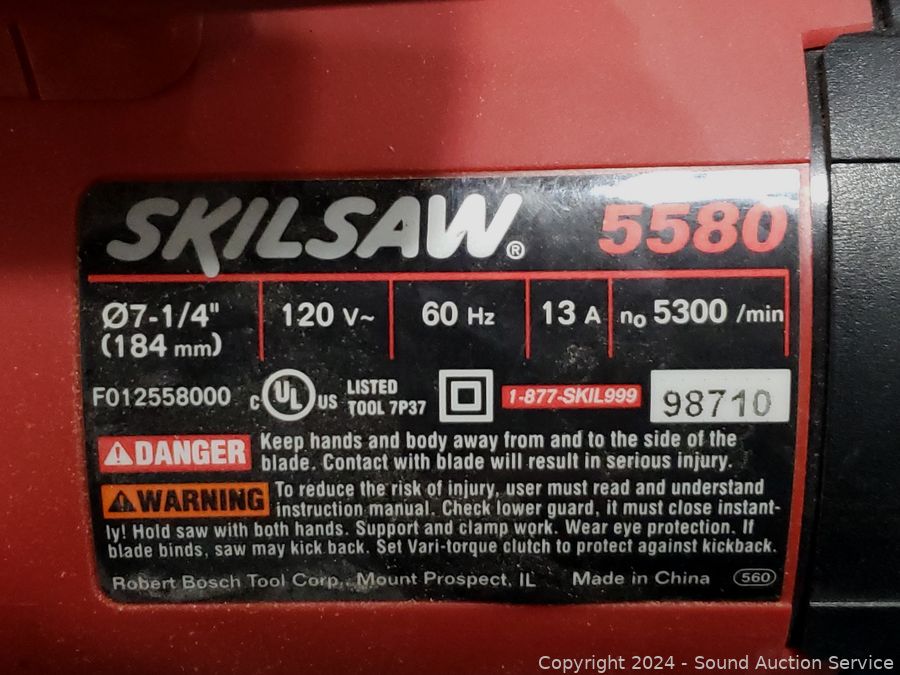 SKILSAW® 5580
Ø7-1/4" 120 V~ 60 Hz 13 A no 5300 /min
(184 mm)
F012558000 c UL US LISTED 1-877-SKIL999 98710
TOOL 7P37
DANGER Keep hands and body away from and to the side of the
blade. Contact with blade will result in serious injury.
WARNING To reduce the risk of injury, user must read and understand
instruction manual. Check lower guard, it must close instant-
ly! Hold saw with both hands. Support and clamp work. Wear eye protection. If
blade binds, saw may kick back. Set Vari-torque clutch to protect against kickback.
Robert Bosch Tool Corp., Mount Prospect, IL Made in China 560
Copyright 2024 - Sound Auction Service